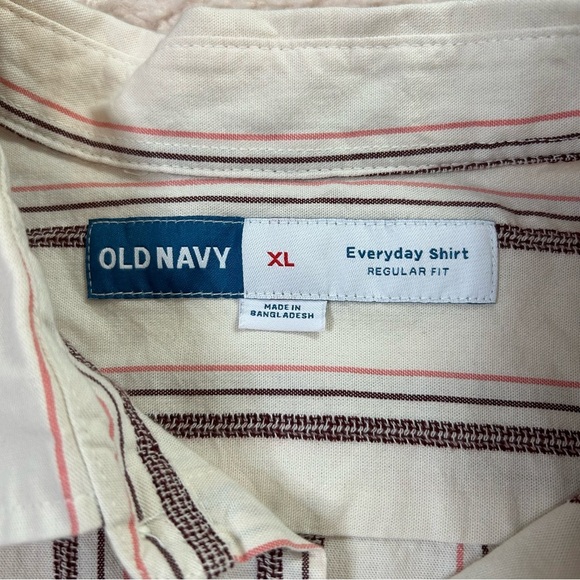 OLD NAVY
XL
Everyday Shirt
REGULAR FIT
MADE IN
BANGLADESH